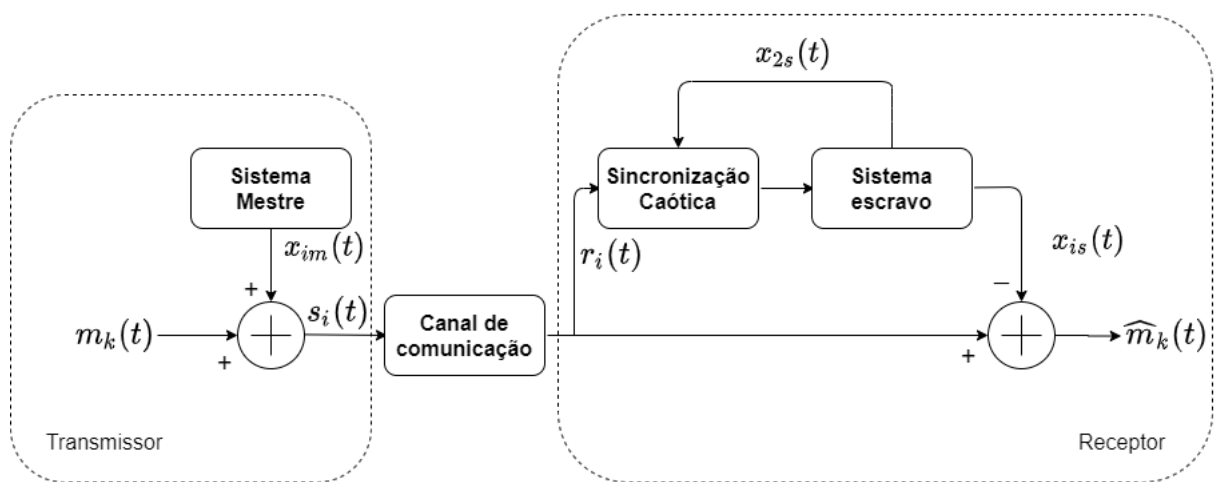 x_{2s}(t)
Sistema
Mestre
Sincronização
Caótica
Sistema
escravo
x_{im}(t)
r_i(t)
x_{is}(t)
+
−
m_k(t)
s_i(t)
Canal de
comunicação
\widehat{m}_k(t)
+
+
Transmissor
Receptor